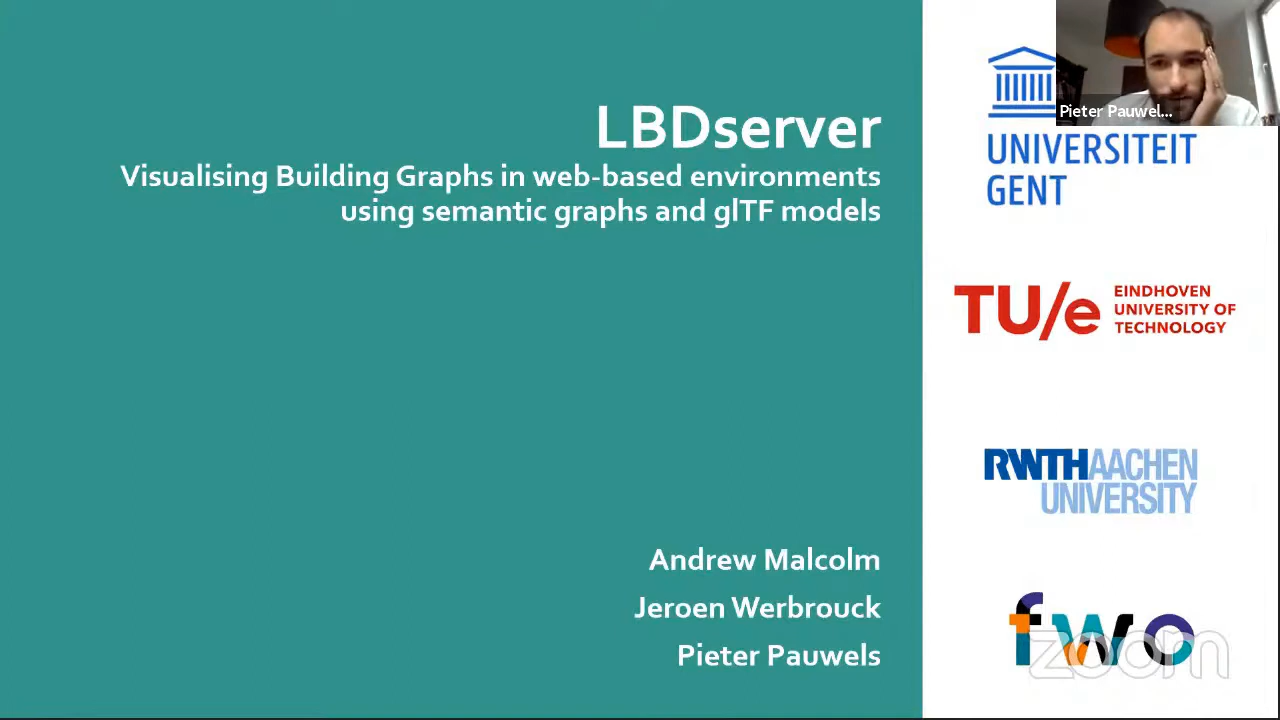 LBDserver
Visualising Building Graphs in web-based environments
using semantic graphs and glTF models
Andrew Malcolm
Jeroen Werbrouck
Pieter Pauwels
Pieter Pauwel...
UNIVERSITEIT
GENT
TU/e
EINDHOVEN
UNIVERSITY OF
TECHNOLOGY
RWTHAACHEN
UNIVERSITY
fwo
zoom